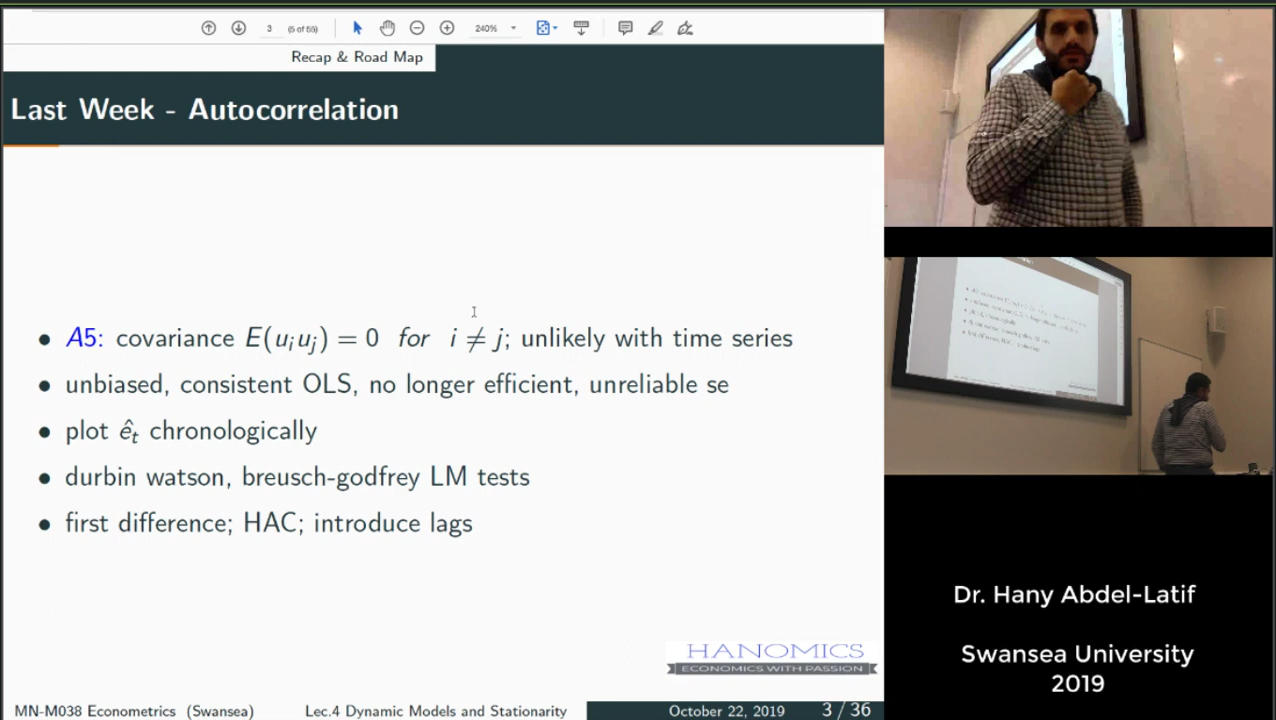 3 (5 of 55) 240%
Recap & Road Map
Last Week - Autocorrelation
• A5: covariance E(uᵢuⱼ) = 0 for i ≠ j; unlikely with time series
• unbiased, consistent OLS, no longer efficient, unreliable se
• plot êₜ chronologically
• durbin watson, breusch-godfrey LM tests
• first difference; HAC; introduce lags
HANOMICS
ECONOMICS WITH PASSION
MN-M038 Econometrics (Swansea) Lec.4 Dynamic Models and Stationarity October 22, 2019 3 / 36
Dr. Hany Abdel-Latif
Swansea University
2019